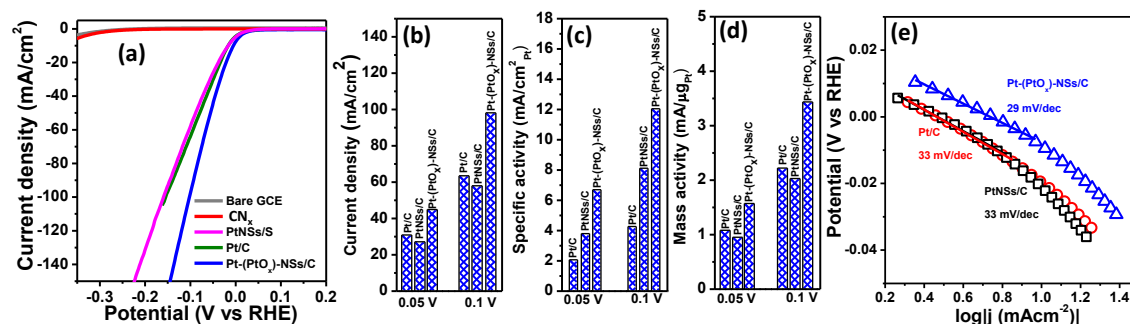 (a)
Current density (mA/cm²)
0
-20
-40
-60
-80
-100
-120
-140
-0.3 -0.2 -0.1 0.0 0.1 0.2
Potential (V vs RHE)
Bare GCE
CNₓ
PtNSs/S
Pt/C
Pt-(PtOₓ)-NSs/C
(b)
Current density (mA/cm²)
140
120
100
80
60
40
20
0
Pt/C
PtNSs/C
Pt-(PtOₓ)-NSs/C
Pt/C
PtNSs/C
Pt-(PtOₓ)-NSs/C
0.05 V 0.1 V
(c)
Specific activity (mA/cm²Pt)
18
16
14
12
10
8
6
4
2
0
Pt/C
PtNSs/C
Pt-(PtOₓ)-NSs/C
Pt/C
PtNSs/C
Pt-(PtOₓ)-NSs/C
0.05 V 0.1 V
(d)
Mass activity (mA/μgPt)
5
4
3
2
1
0
Pt/C
PtNSs/C
Pt-(PtOₓ)-NSs/C
Pt/C
PtNSs/C
Pt-(PtOₓ)-NSs/C
0.05 V 0.1 V
(e)
Potential (V vs RHE)
0.02
0.00
-0.02
-0.04
Pt-(PtOₓ)-NSs/C
29 mV/dec
Pt/C
33 mV/dec
PtNSs/C
33 mV/dec
0.2 0.6 1.0 1.4
log|j (mAcm⁻²)|